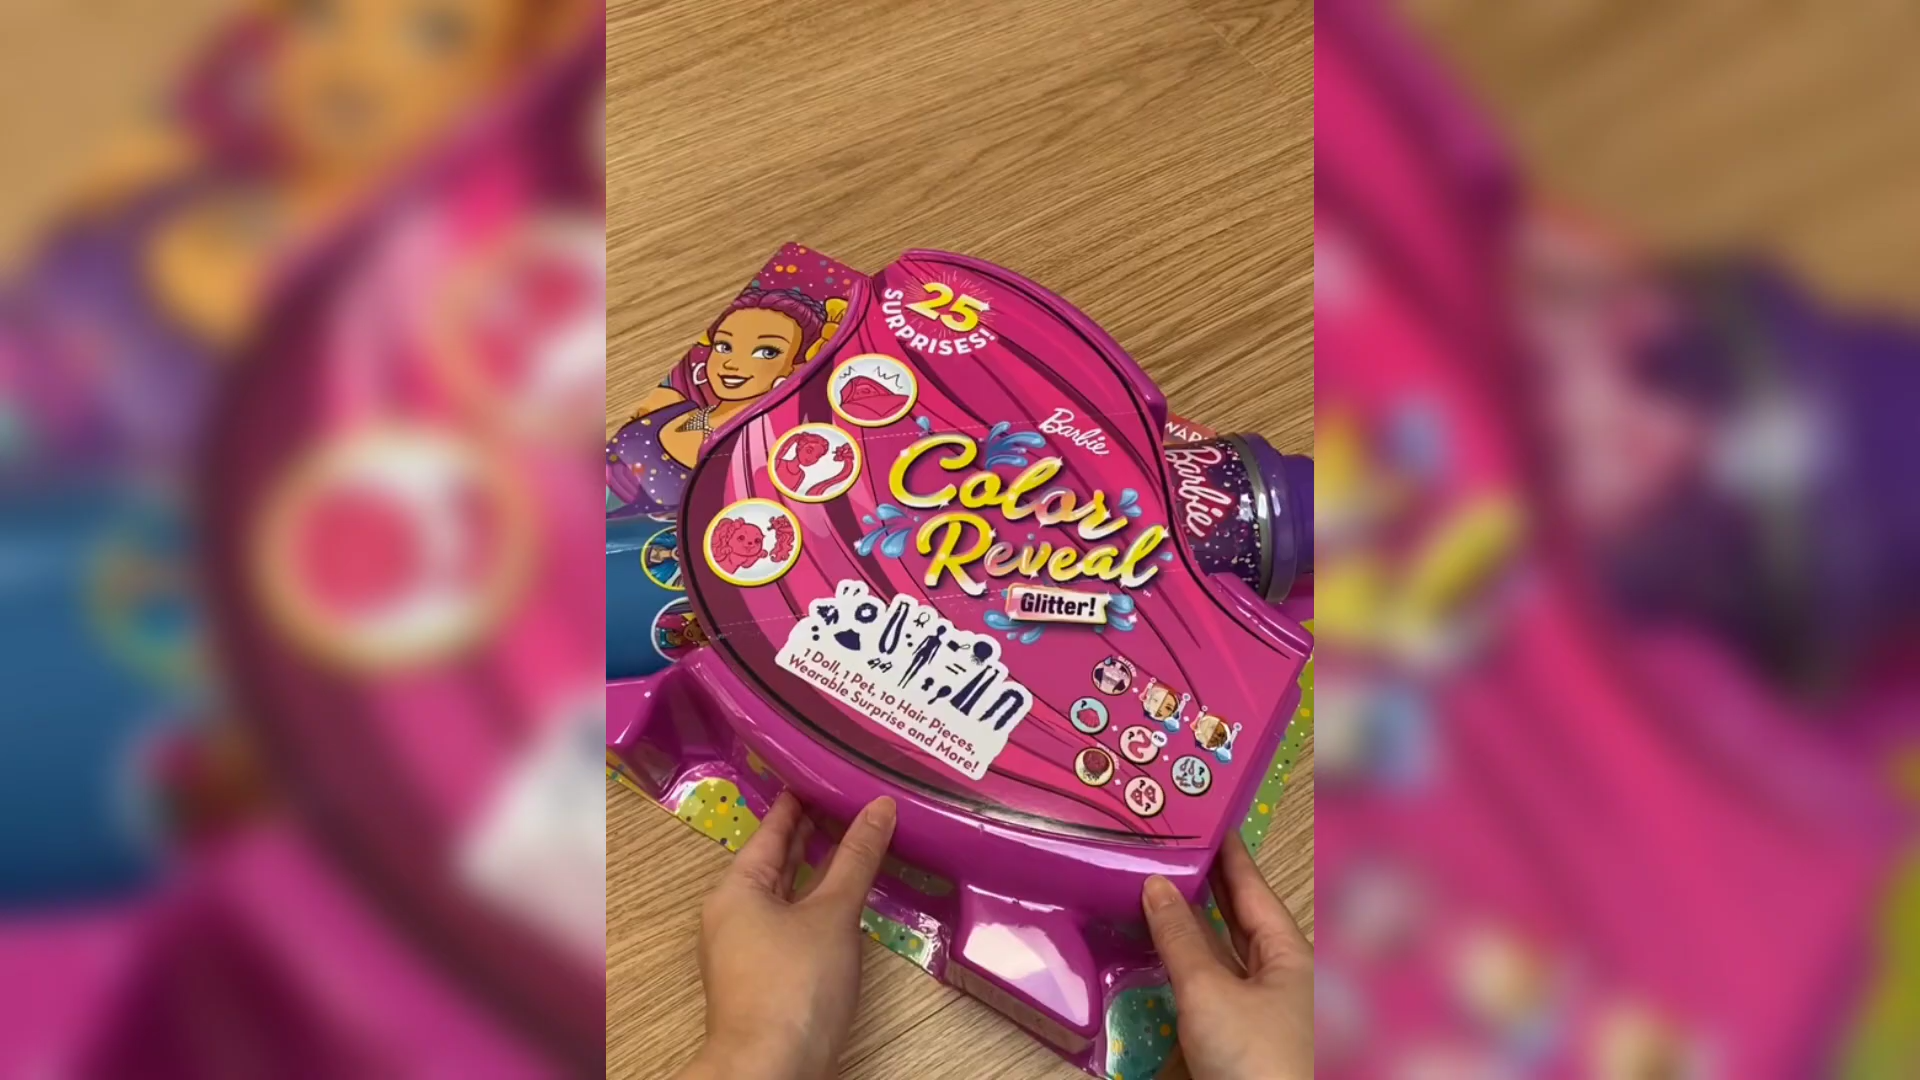 25
SURPRISES!
Barbie
Color
Reveal
Glitter!
Barbie
1 Doll, 1 Pet, 10 Hair Pieces,
Wearable Surprise and More!